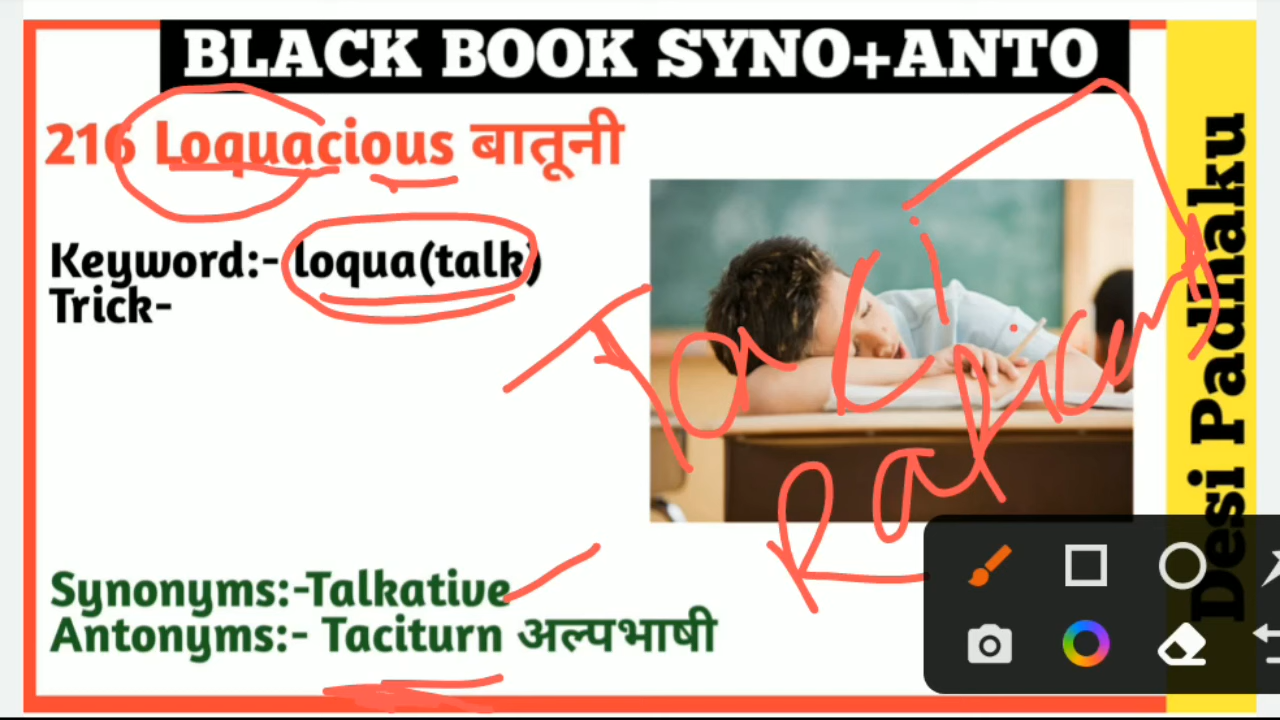 BLACK BOOK SYNO+ANTO
216 Loquacious बातूनी
Keyword:- loqua(talk)
Trick-
Synonyms:-Talkative
Antonyms:- Taciturn अल्पभाषी
Desi Padhaku